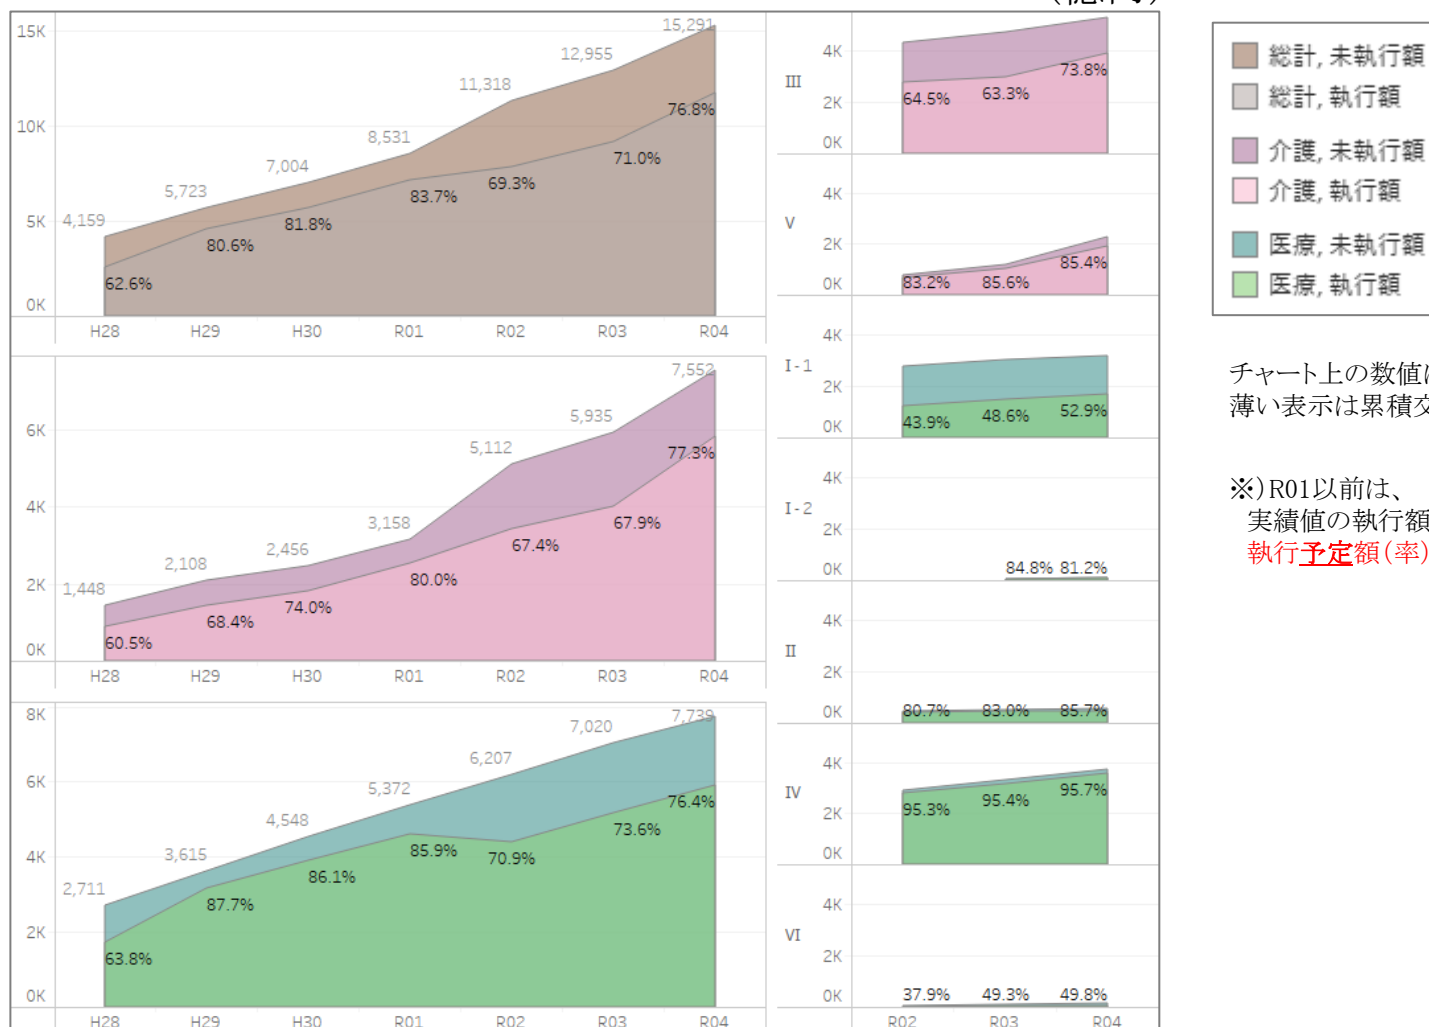 15K
10K
5K
0K
4,159
5,723
7,004
8,531
11,318
12,955
15,291
62.6%
80.6%
81.8%
83.7%
69.3%
71.0%
76.8%
H28 H29 H30 R01 R02 R03 R04
6K
4K
2K
0K
1,448
2,108
2,456
3,158
5,112
5,935
7,552
60.5%
68.4%
74.0%
80.0%
67.4%
67.9%
77.3%
H28 H29 H30 R01 R02 R03 R04
8K
6K
4K
2K
0K
2,711
3,615
4,548
5,372
6,207
7,020
7,739
63.8%
87.7%
86.1%
85.9%
70.9%
73.6%
76.4%
H28 H29 H30 R01 R02 R03 R04
III
4K
2K
0K
64.5% 63.3% 73.8%
V
4K
2K
0K
83.2% 85.6% 85.4%
I-1
4K
2K
0K
43.9% 48.6% 52.9%
I-2
4K
2K
0K
84.8% 81.2%
II
4K
2K
0K
80.7% 83.0% 85.7%
IV
4K
2K
0K
95.3% 95.4% 95.7%
VI
4K
2K
0K
37.9% 49.3% 49.8%
R02 R03 R04
総計, 未執行額
総計, 執行額
介護, 未執行額
介護, 執行額
医療, 未執行額
医療, 執行額
チャート上の数値は
薄い表示は累積交
※)R01以前は、
実績値の執行額
執行予定額(率)